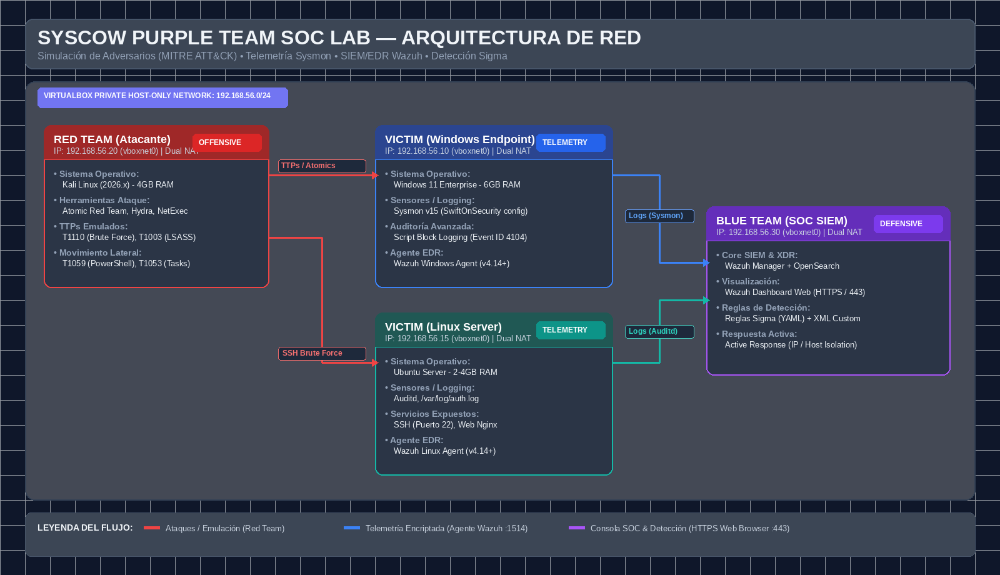 SYSCOW PURPLE TEAM SOC LAB — ARQUITECTURA DE RED
Simulación de Adversarios (MITRE ATT&CK) • Telemetría Sysmon • SIEM/EDR Wazuh • Detección Sigma
VIRTUALBOX PRIVATE HOST-ONLY NETWORK: 192.168.56.0/24
RED TEAM (Atacante)
OFFENSIVE
IP: 192.168.56.20 (vboxnet0) | Dual NAT
• Sistema Operativo:
Kali Linux (2026.x) - 4GB RAM
• Herramientas Ataque:
Atomic Red Team, Hydra, NetExec
• TTPs Emulados:
T1110 (Brute Force), T1003 (LSASS)
• Movimiento Lateral:
T1059 (PowerShell), T1053 (Tasks)
TTPs / Atomics
SSH Brute Force
VICTIM (Windows Endpoint)
TELEMETRY
IP: 192.168.56.10 (vboxnet0) | Dual NAT
• Sistema Operativo:
Windows 11 Enterprise - 6GB RAM
• Sensores / Logging:
Sysmon v15 (SwiftOnSecurity config)
• Auditoría Avanzada:
Script Block Logging (Event ID 4104)
• Agente EDR:
Wazuh Windows Agent (v4.14+)
VICTIM (Linux Server)
TELEMETRY
IP: 192.168.56.15 (vboxnet0) | Dual NAT
• Sistema Operativo:
Ubuntu Server - 2-4GB RAM
• Sensores / Logging:
Auditd, /var/log/auth.log
• Servicios Expuestos:
SSH (Puerto 22), Web Nginx
• Agente EDR:
Wazuh Linux Agent (v4.14+)
Logs (Sysmon)
Logs (Auditd)
BLUE TEAM (SOC SIEM)
DEFENSIVE
IP: 192.168.56.30 (vboxnet0) | Dual NAT
• Core SIEM & XDR:
Wazuh Manager + OpenSearch
• Visualización:
Wazuh Dashboard Web (HTTPS / 443)
• Reglas de Detección:
Reglas Sigma (YAML) + XML Custom
• Respuesta Activa:
Active Response (IP / Host Isolation)
LEYENDA DEL FLUJO:
Ataques / Emulación (Red Team)
Telemetría Encriptada (Agente Wazuh :1514)
Consola SOC & Detección (HTTPS Web Browser :443)